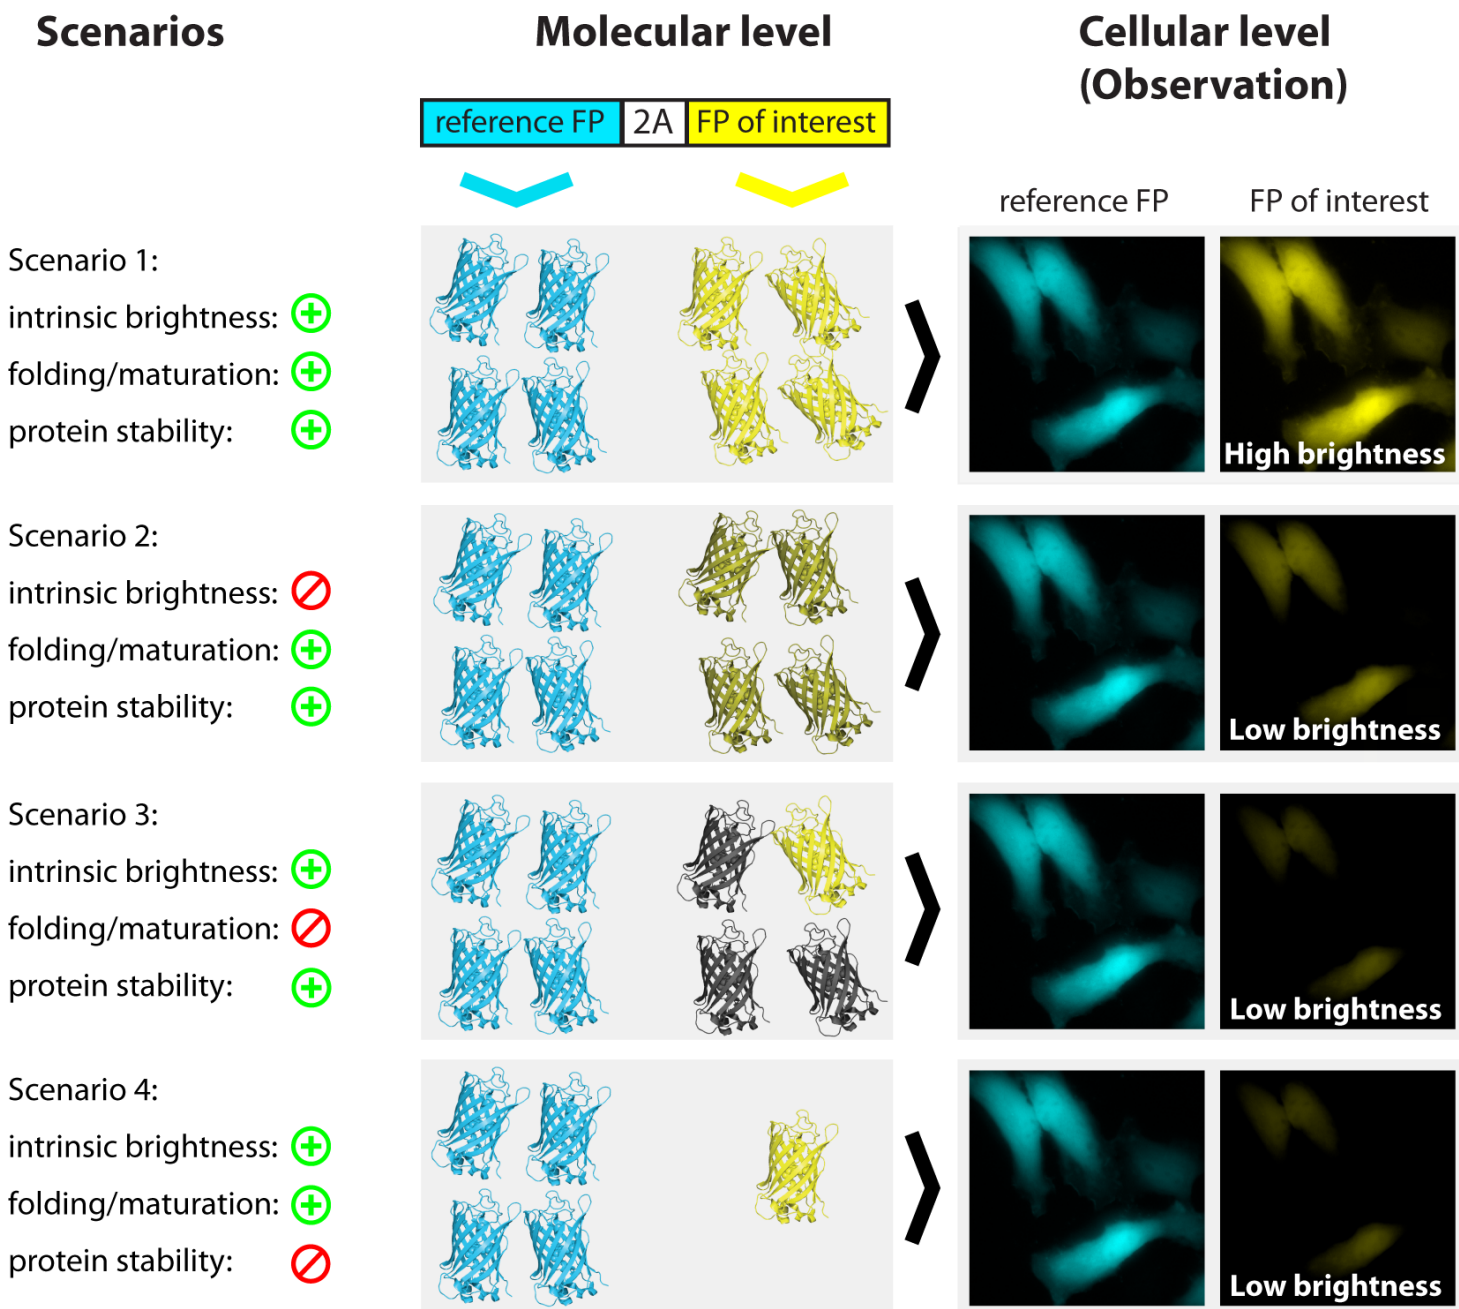 Scenarios
Molecular level
Cellular level
(Observation)
reference FP
2A
FP of interest
reference FP
FP of interest
Scenario 1:
intrinsic brightness:
folding/maturation:
protein stability:
High brightness
Scenario 2:
intrinsic brightness:
folding/maturation:
protein stability:
Low brightness
Scenario 3:
intrinsic brightness:
folding/maturation:
protein stability:
Low brightness
Scenario 4:
intrinsic brightness:
folding/maturation:
protein stability:
Low brightness